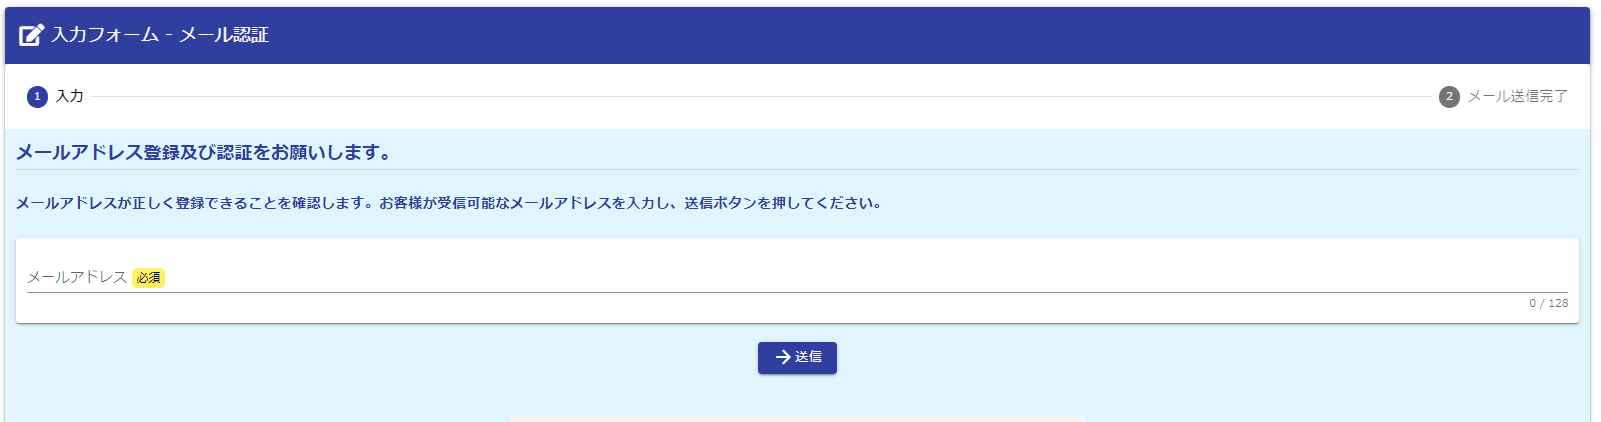 入力フォーム - メール認証
1 入力
2 メール送信完了
メールアドレス登録及び認証をお願いします。
メールアドレスが正しく登録できることを確認します。お客様が受信可能なメールアドレスを入力し、送信ボタンを押してください。
メールアドレス 必須
0 / 128
送信